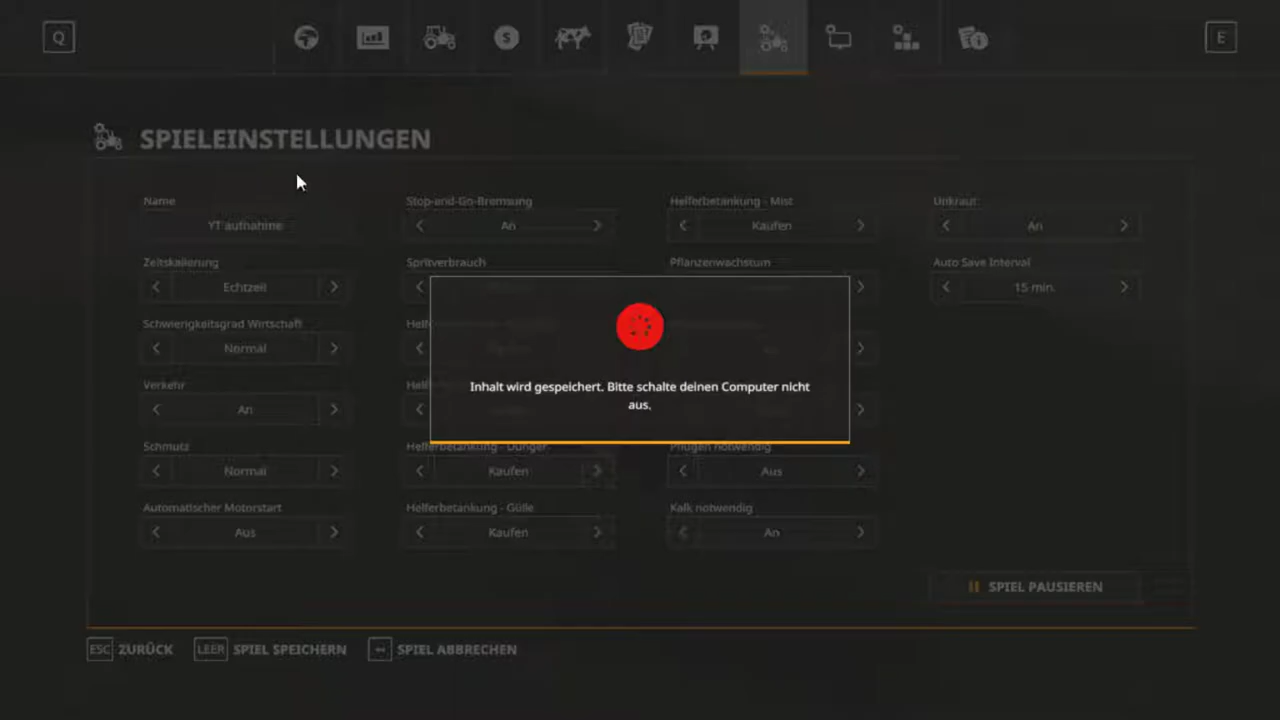 Q
E
SPIELEINSTELLUNGEN
Name
YT aufnahme
Stop-and-Go-Bremsung
An
Helferbetankung - Mist
Kaufen
Unkraut
An
Zeitskalierung
Echtzeit
Spritverbrauch
Pflanzenwachstum
Auto Save Interval
15 min.
Schwierigkeitsgrad Wirtschaft
Normal
Helf
Verkehr
An
Helf
Inhalt wird gespeichert. Bitte schalte deinen Computer nicht
aus.
Schmutz
Normal
Helferbetankung - Dünger
Kaufen
Pflügen notwendig
Aus
Automatischer Motorstart
Aus
Helferbetankung - Gülle
Kaufen
Kalk notwendig
An
SPIEL PAUSIEREN
ESC ZURÜCK LEER SPIEL SPEICHERN SPIEL ABBRECHEN